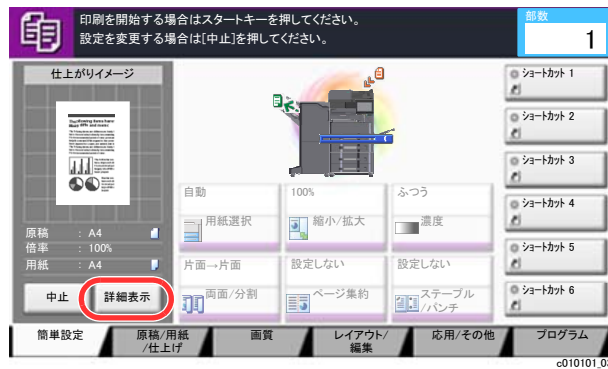 印刷を開始する場合はスタートキーを押してください。
設定を変更する場合は[中止]を押してください。
部数
1
仕上がりイメージ
原稿 : A4
倍率 : 100%
用紙 : A4
中止
詳細表示
自動
用紙選択
100%
縮小/拡大
ふつう
濃度
片面→片面
両面/分割
設定しない
ページ集約
設定しない
ステープル
/パンチ
ショートカット 1
ショートカット 2
ショートカット 3
ショートカット 4
ショートカット 5
ショートカット 6
簡単設定
原稿/用紙
/仕上げ
画質
レイアウト/
編集
応用/その他
プログラム